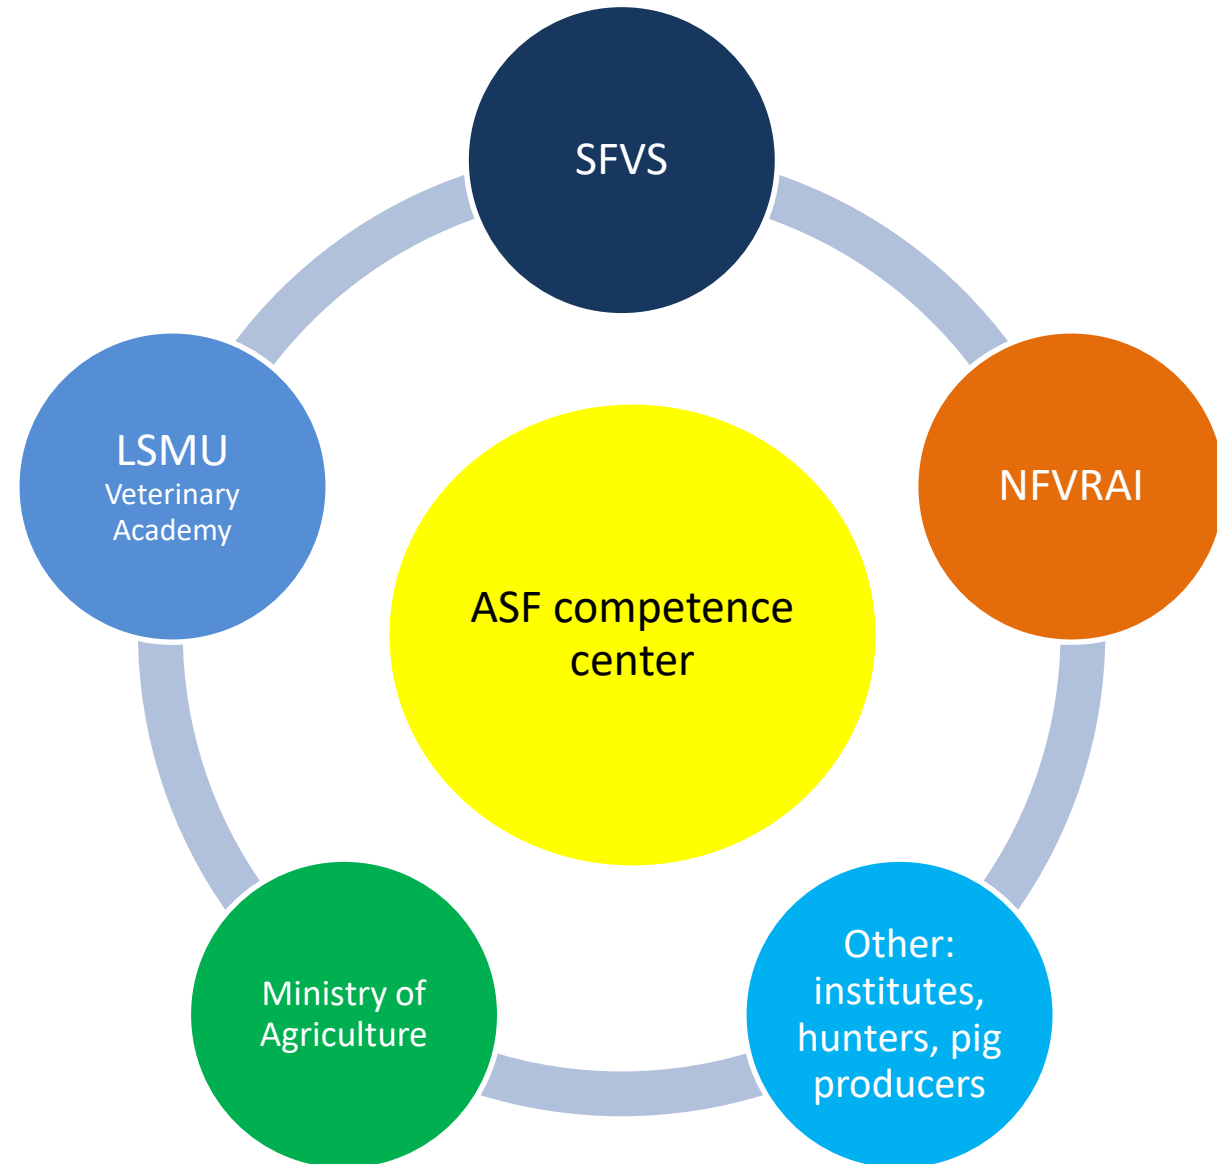 SFVS
LSMU
Veterinary
Academy
NFVRAI
ASF competence
center
Ministry of
Agriculture
Other:
institutes,
hunters, pig
producers